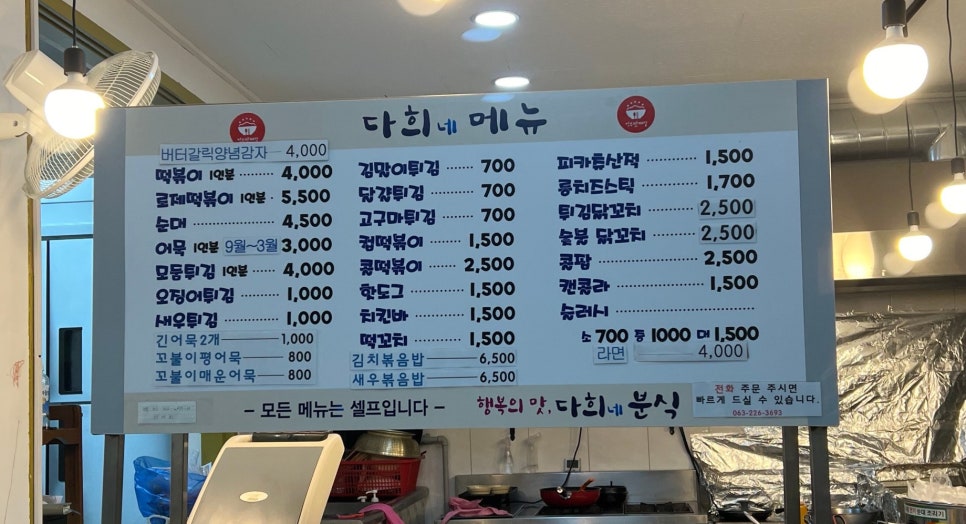 다희네 메뉴
버터갈릭양념감자 4,000
떡볶이 1인분 4,000
로제떡볶이 1인분 5,500
순대 4,500
어묵 1인분 9월~3월 3,000
모둠튀김 1인분 4,000
오징어튀김 1,000
새우튀김 1,000
긴어묵2개 1,000
꼬불이평어묵 800
꼬불이매운어묵 800
김말이튀김 700
달걀튀김 700
고구마튀김 700
컵떡볶이 1,500
콜떡볶이 2,500
핫도그 1,500
치킨바 1,500
떡꼬치 1,500
김치볶음밥 6,500
새우볶음밥 6,500
피카츄산적 1,500
롱치즈스틱 1,700
튀김닭꼬치 2,500
숯불 닭꼬치 2,500
콜팝 2,500
캔콜라 1,500
슬러시
소 700 중 1000 대 1,500
라면 4,000
- 모든 메뉴는 셀프입니다 -
행복의 맛, 다희네 분식
전화 주문 주시면
빠르게 드실 수 있습니다.
063-226-3693